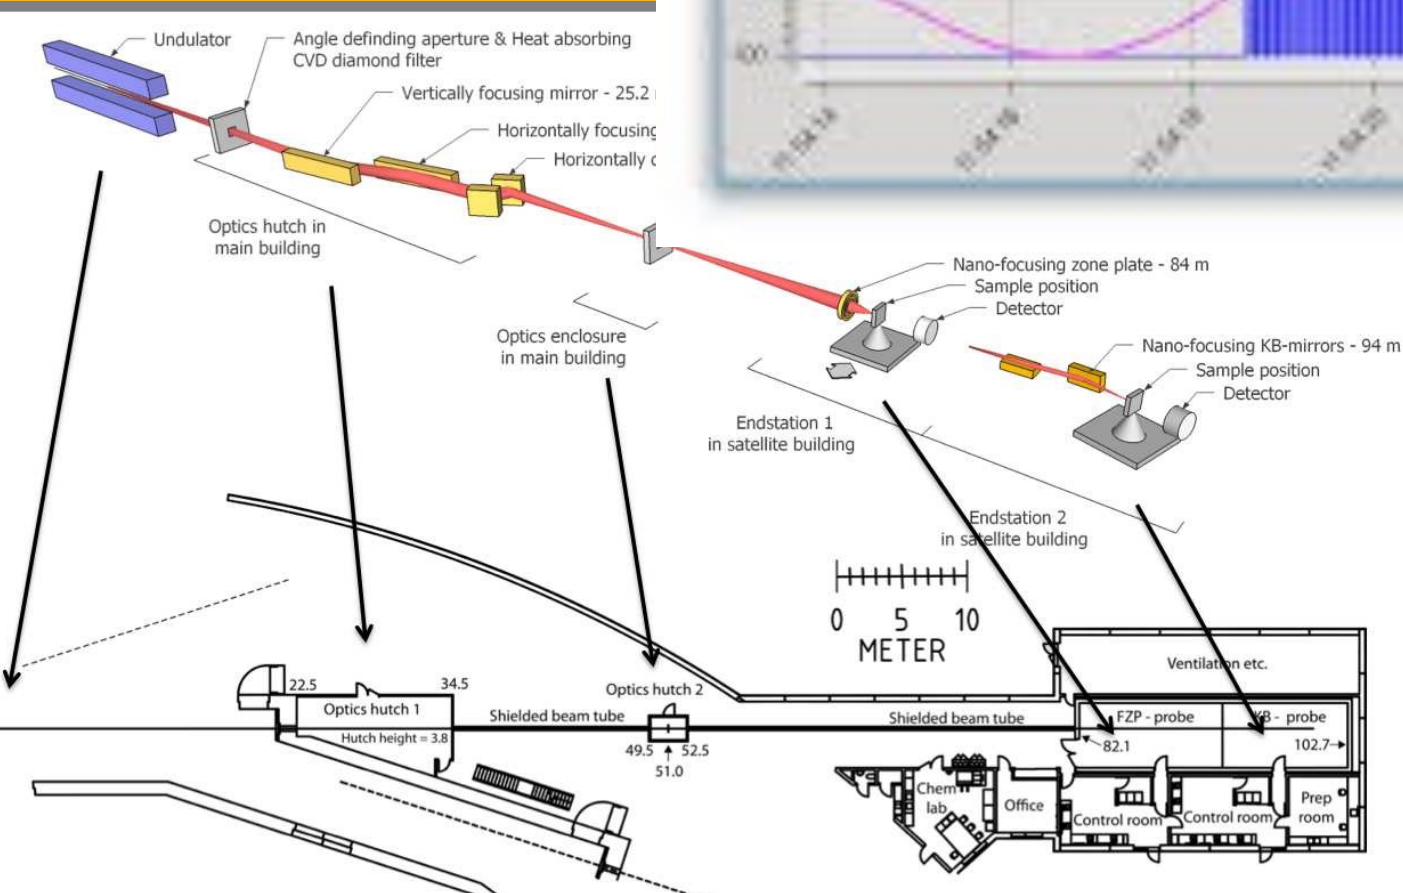 Undulator
Angle definding aperture & Heat absorbing
CVD diamond filter
Vertically focusing mirror - 25.2
Horizontally focusing
Horizontally
Optics hutch in
main building
Optics enclosure
in main building
Nano-focusing zone plate - 84 m
Sample position
Detector
Nano-focusing KB-mirrors - 94 m
Sample position
Detector
Endstation 1
in satellite building
Endstation 2
in satellite building
0 5 10
METER
Ventilation etc.
22.5 34.5
Optics hutch 1
Hutch height = 3.8
Shielded beam tube
Optics hutch 2
49.5 52.5
51.0
Shielded beam tube
FZP - probe
82.1
KB - probe
102.7
Chem
lab
Office
Control room
Control room
Prep
room